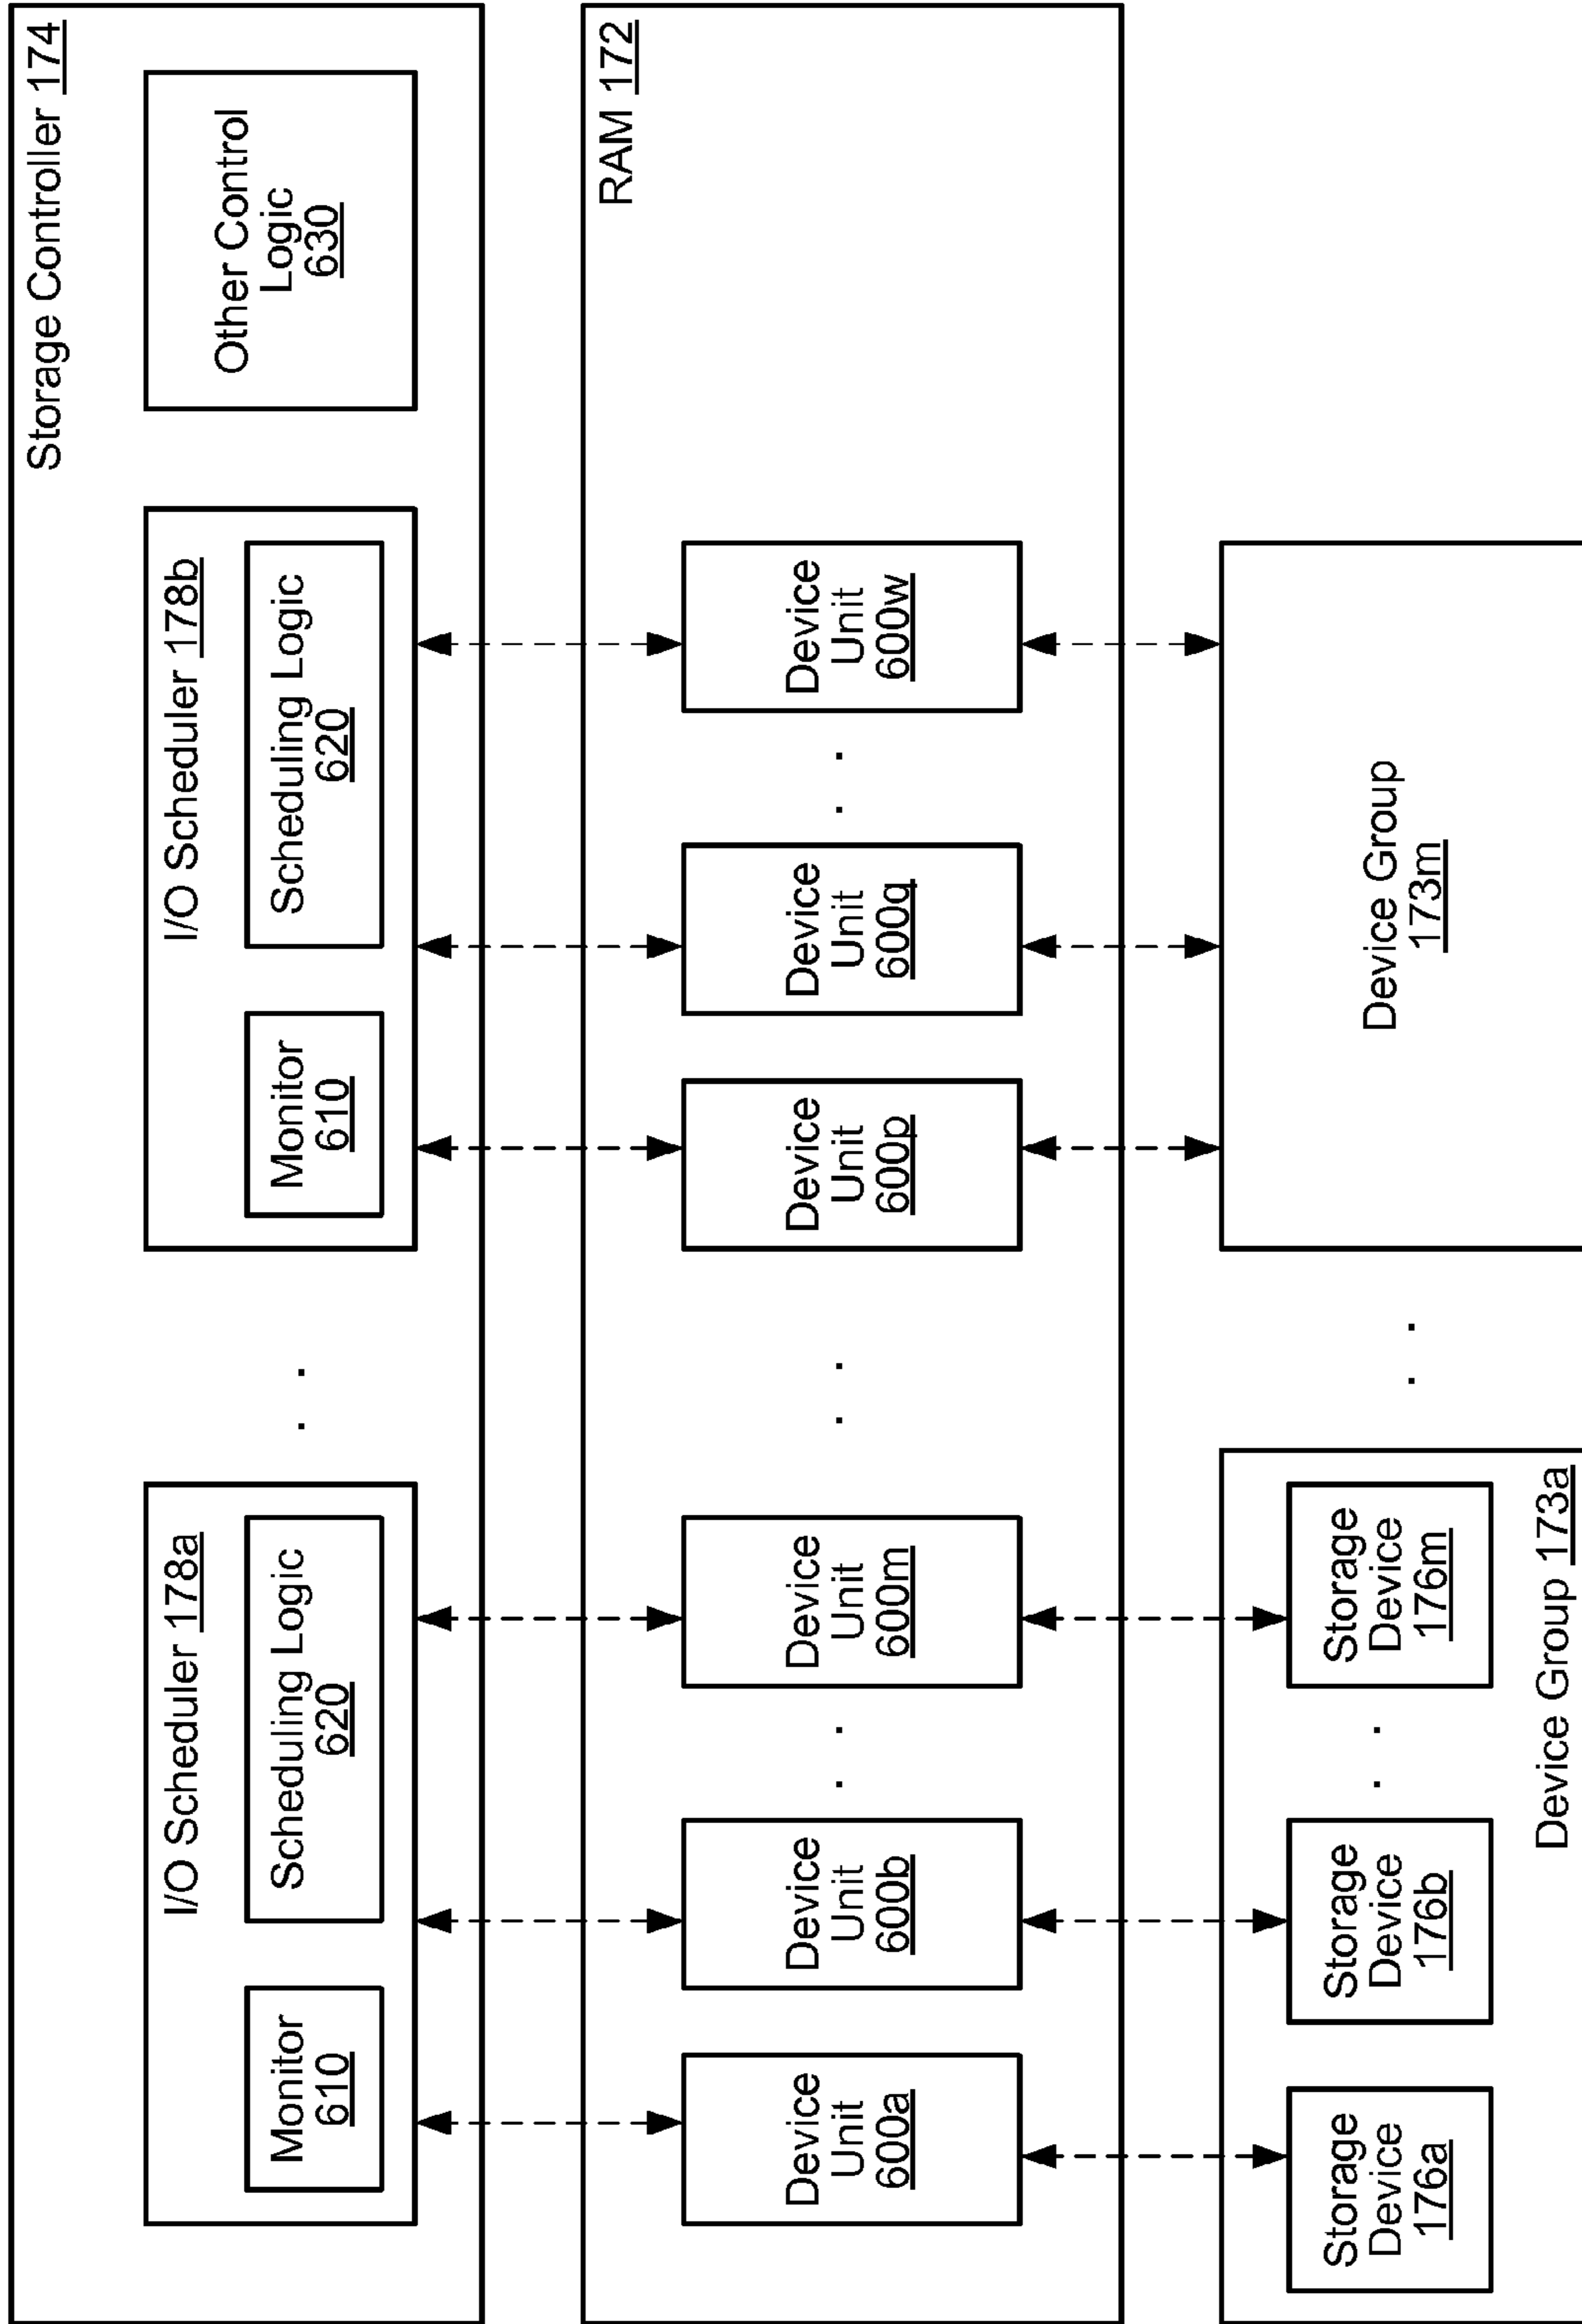 Storage Controller 174
I/O Scheduler 178a
Monitor
610
Scheduling Logic
620
. .
I/O Scheduler 178b
Monitor
610
Scheduling Logic
620
Other Control
Logic
630
RAM 172
Device
Unit
600a
Device
Unit
600b
. .
Device
Unit
600m
. .
Device
Unit
600p
Device
Unit
600q
. .
Device
Unit
600w
Storage
Device
176a
Storage
Device
176b
. .
Storage
Device
176m
Device Group 173a
. .
Device Group
173m